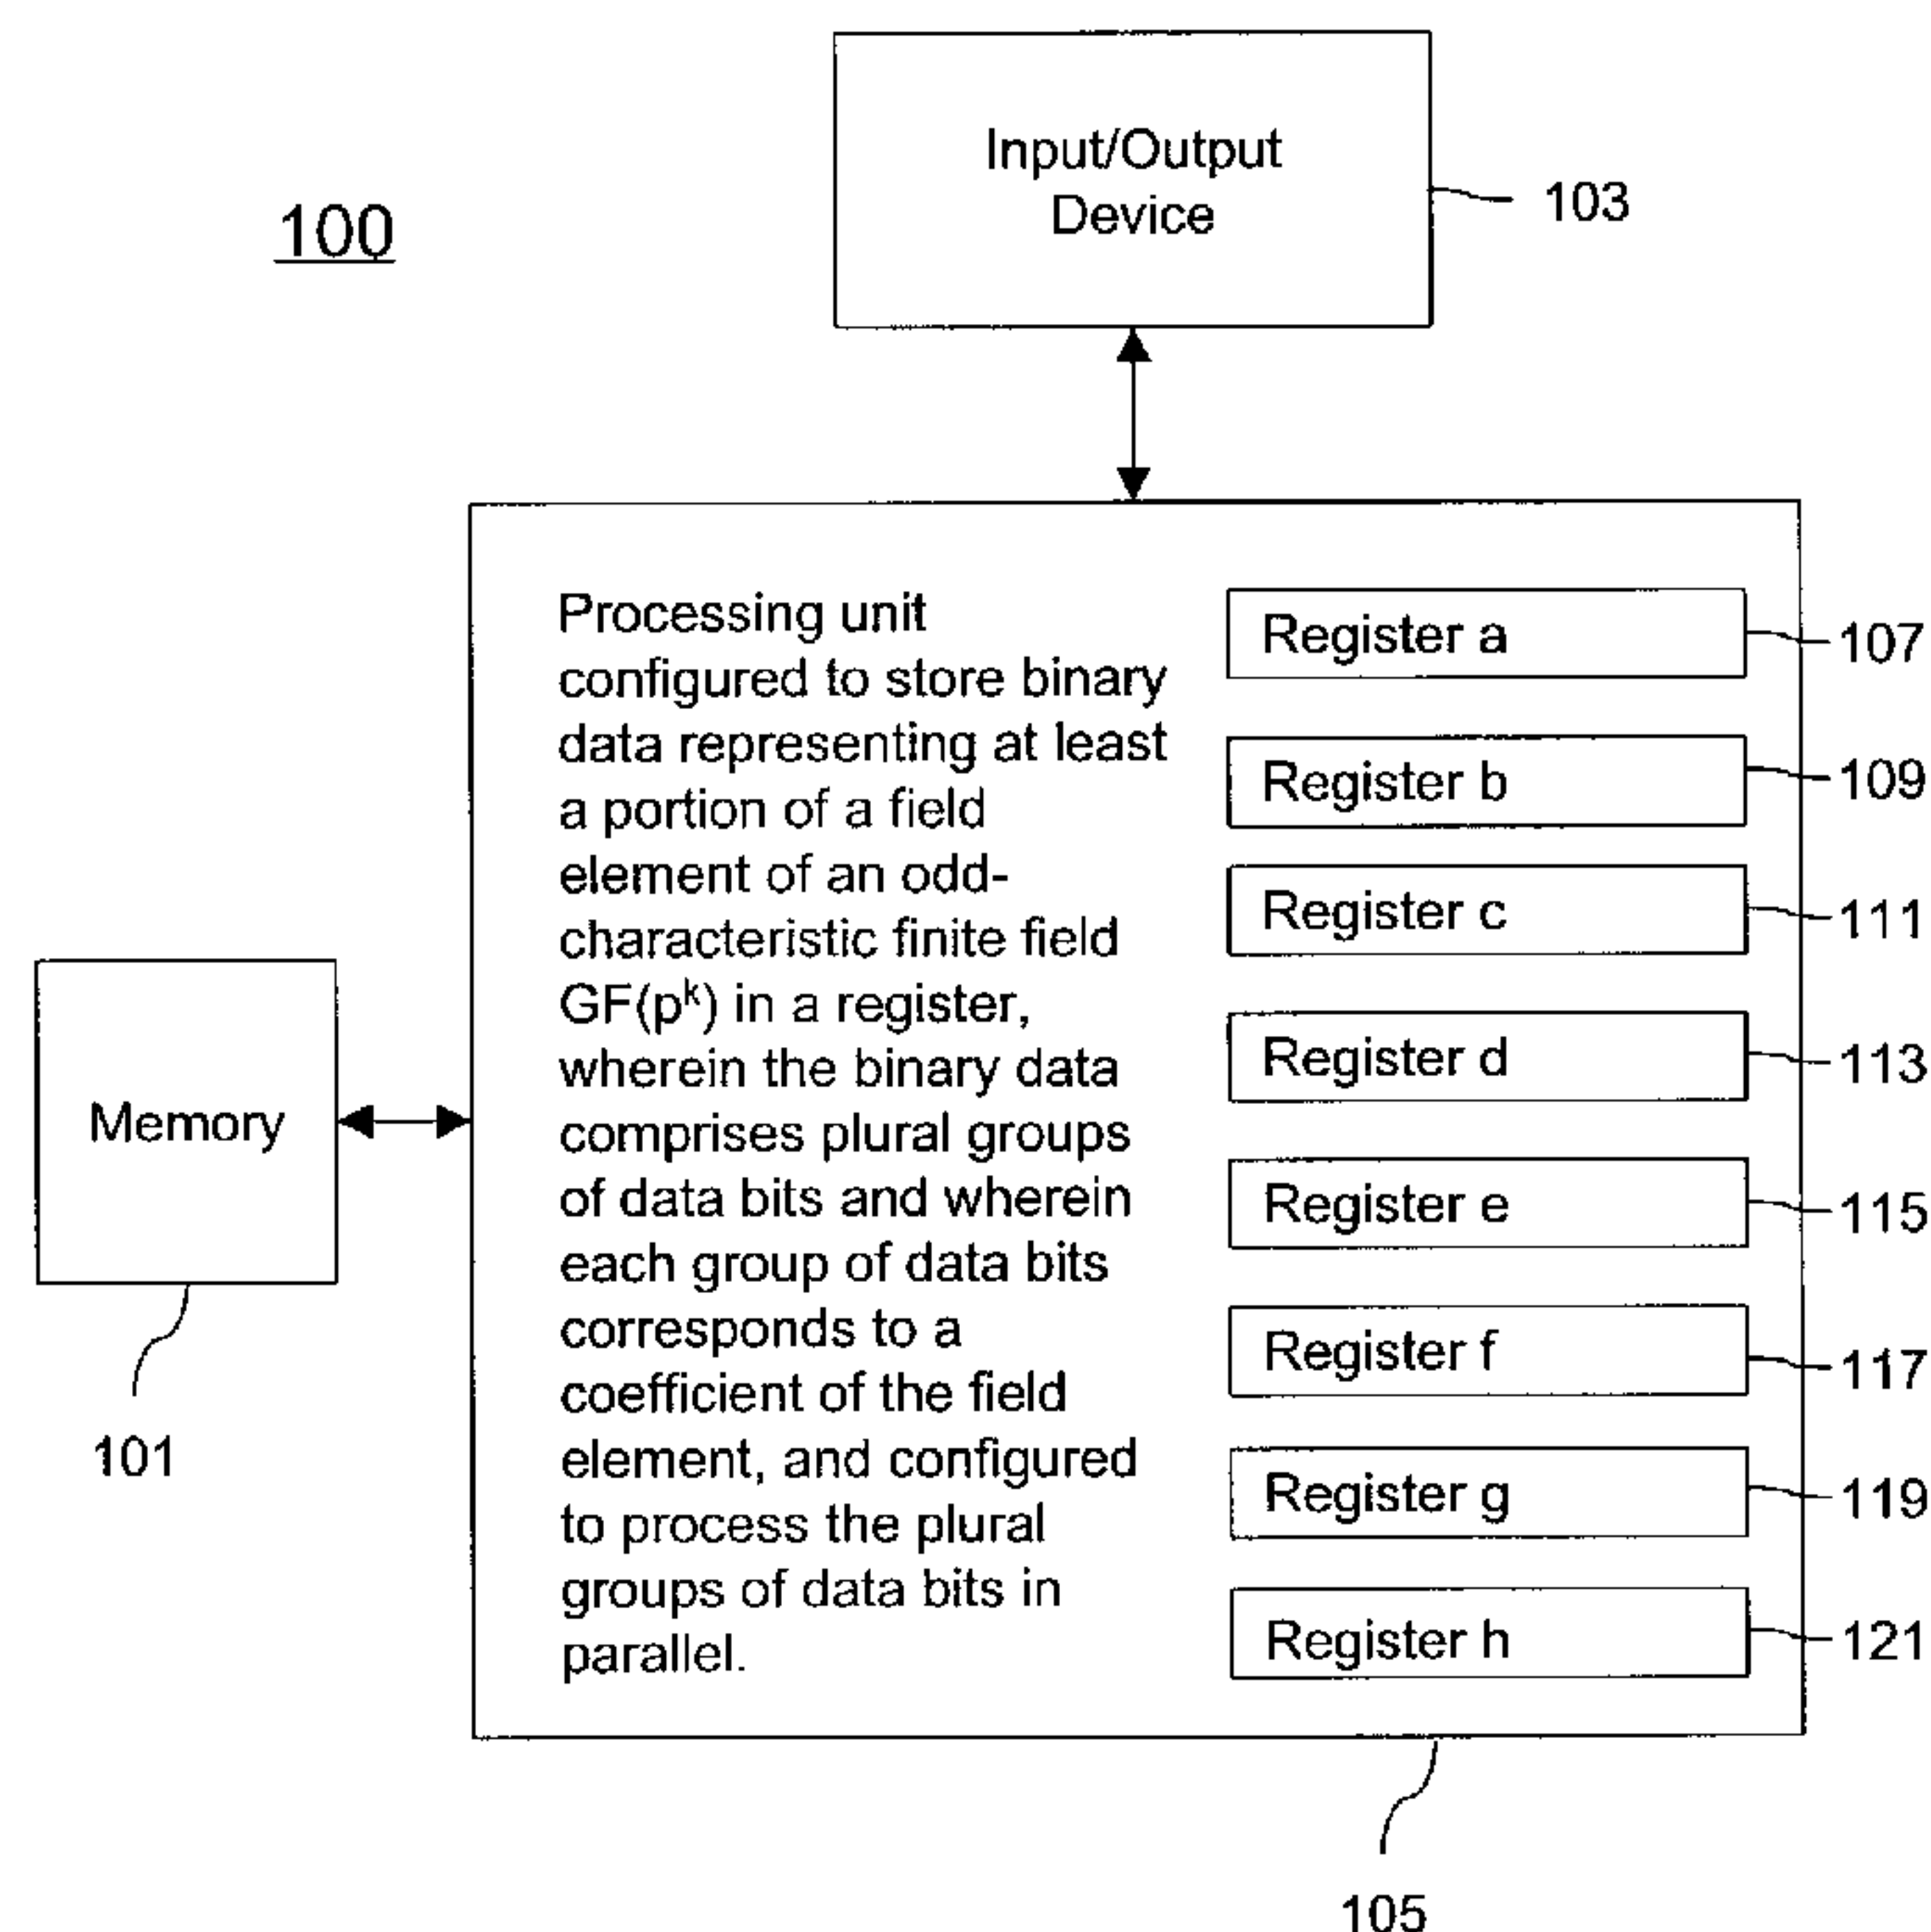 Input/Output
Device
103
100
Processing unit
configured to store binary
data representing at least
a portion of a field
element of an odd-
characteristic finite field
GF(p^k) in a register,
wherein the binary data
comprises plural groups
of data bits and wherein
each group of data bits
corresponds to a
coefficient of the field
element, and configured
to process the plural
groups of data bits in
parallel.
Register a
107
Register b
109
Register c
111
Register d
113
Register e
115
Register f
117
Register g
119
Register h
121
Memory
101
105